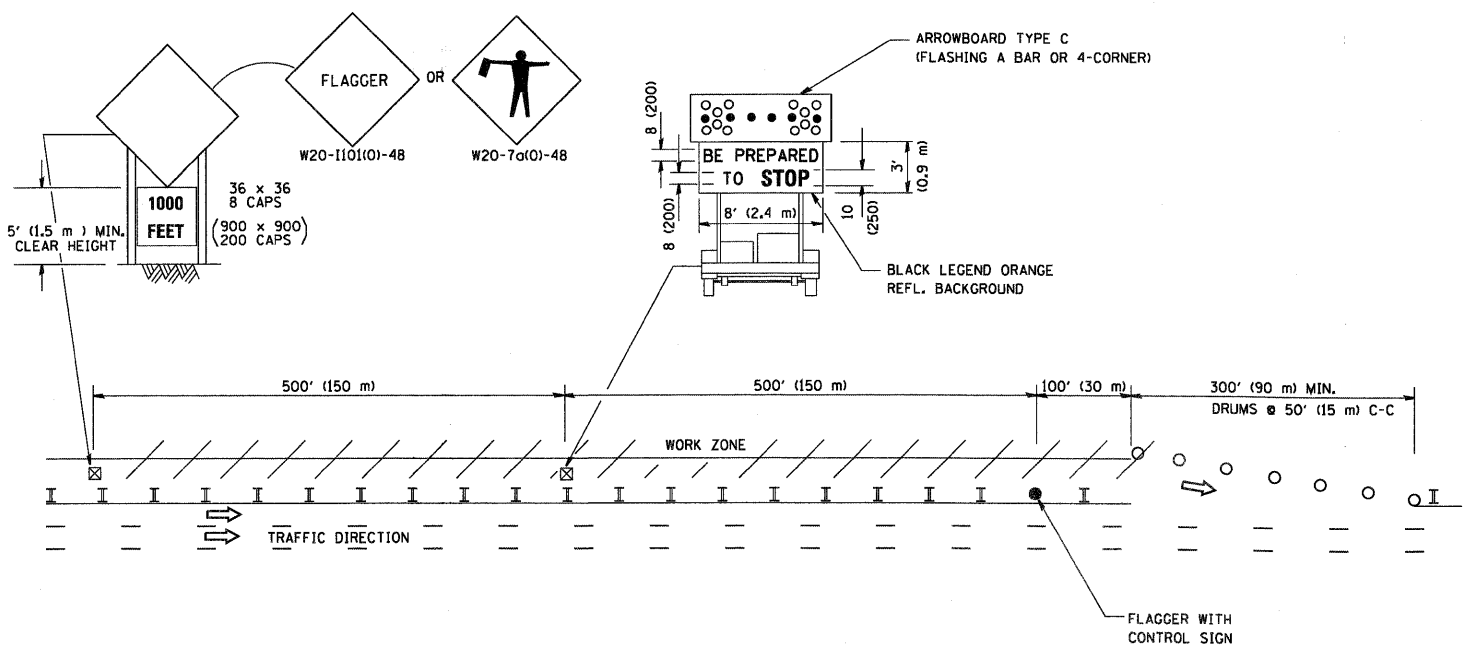 FLAGGER
OR
W20-I101(0)-48
W20-7a(0)-48
1000
FEET
36 x 36
8 CAPS
(900 x 900)
200 CAPS
5' (1.5 m ) MIN.
CLEAR HEIGHT
ARROWBOARD TYPE C
(FLASHING A BAR OR 4-CORNER)
8 (200)
BE PREPARED
TO STOP
3'
(0.9 m)
8 (200)
8' (2.4 m)
10
(250)
BLACK LEGEND ORANGE
REFL. BACKGROUND
500' (150 m)
500' (150 m)
100' (30 m)
300' (90 m) MIN.
DRUMS @ 50' (15 m) C-C
WORK ZONE
TRAFFIC DIRECTION
FLAGGER WITH
CONTROL SIGN